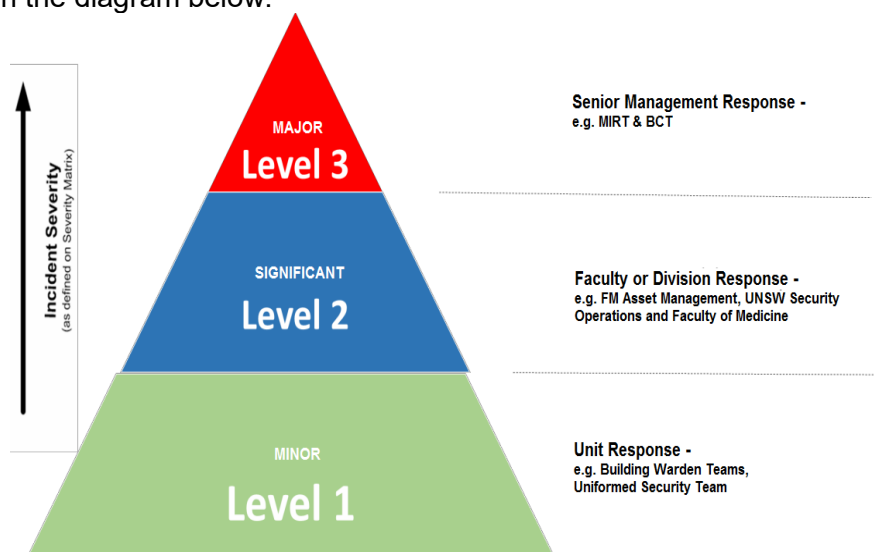 n the diagram below.
Incident Severity
(as defined on Severity Matrix)
MAJOR
Level 3
Senior Management Response -
e.g. MIRT & BCT
SIGNIFICANT
Level 2
Faculty or Division Response -
e.g. FM Asset Management, UNSW Security
Operations and Faculty of Medicine
MINOR
Level 1
Unit Response -
e.g. Building Warden Teams,
Uniformed Security Team